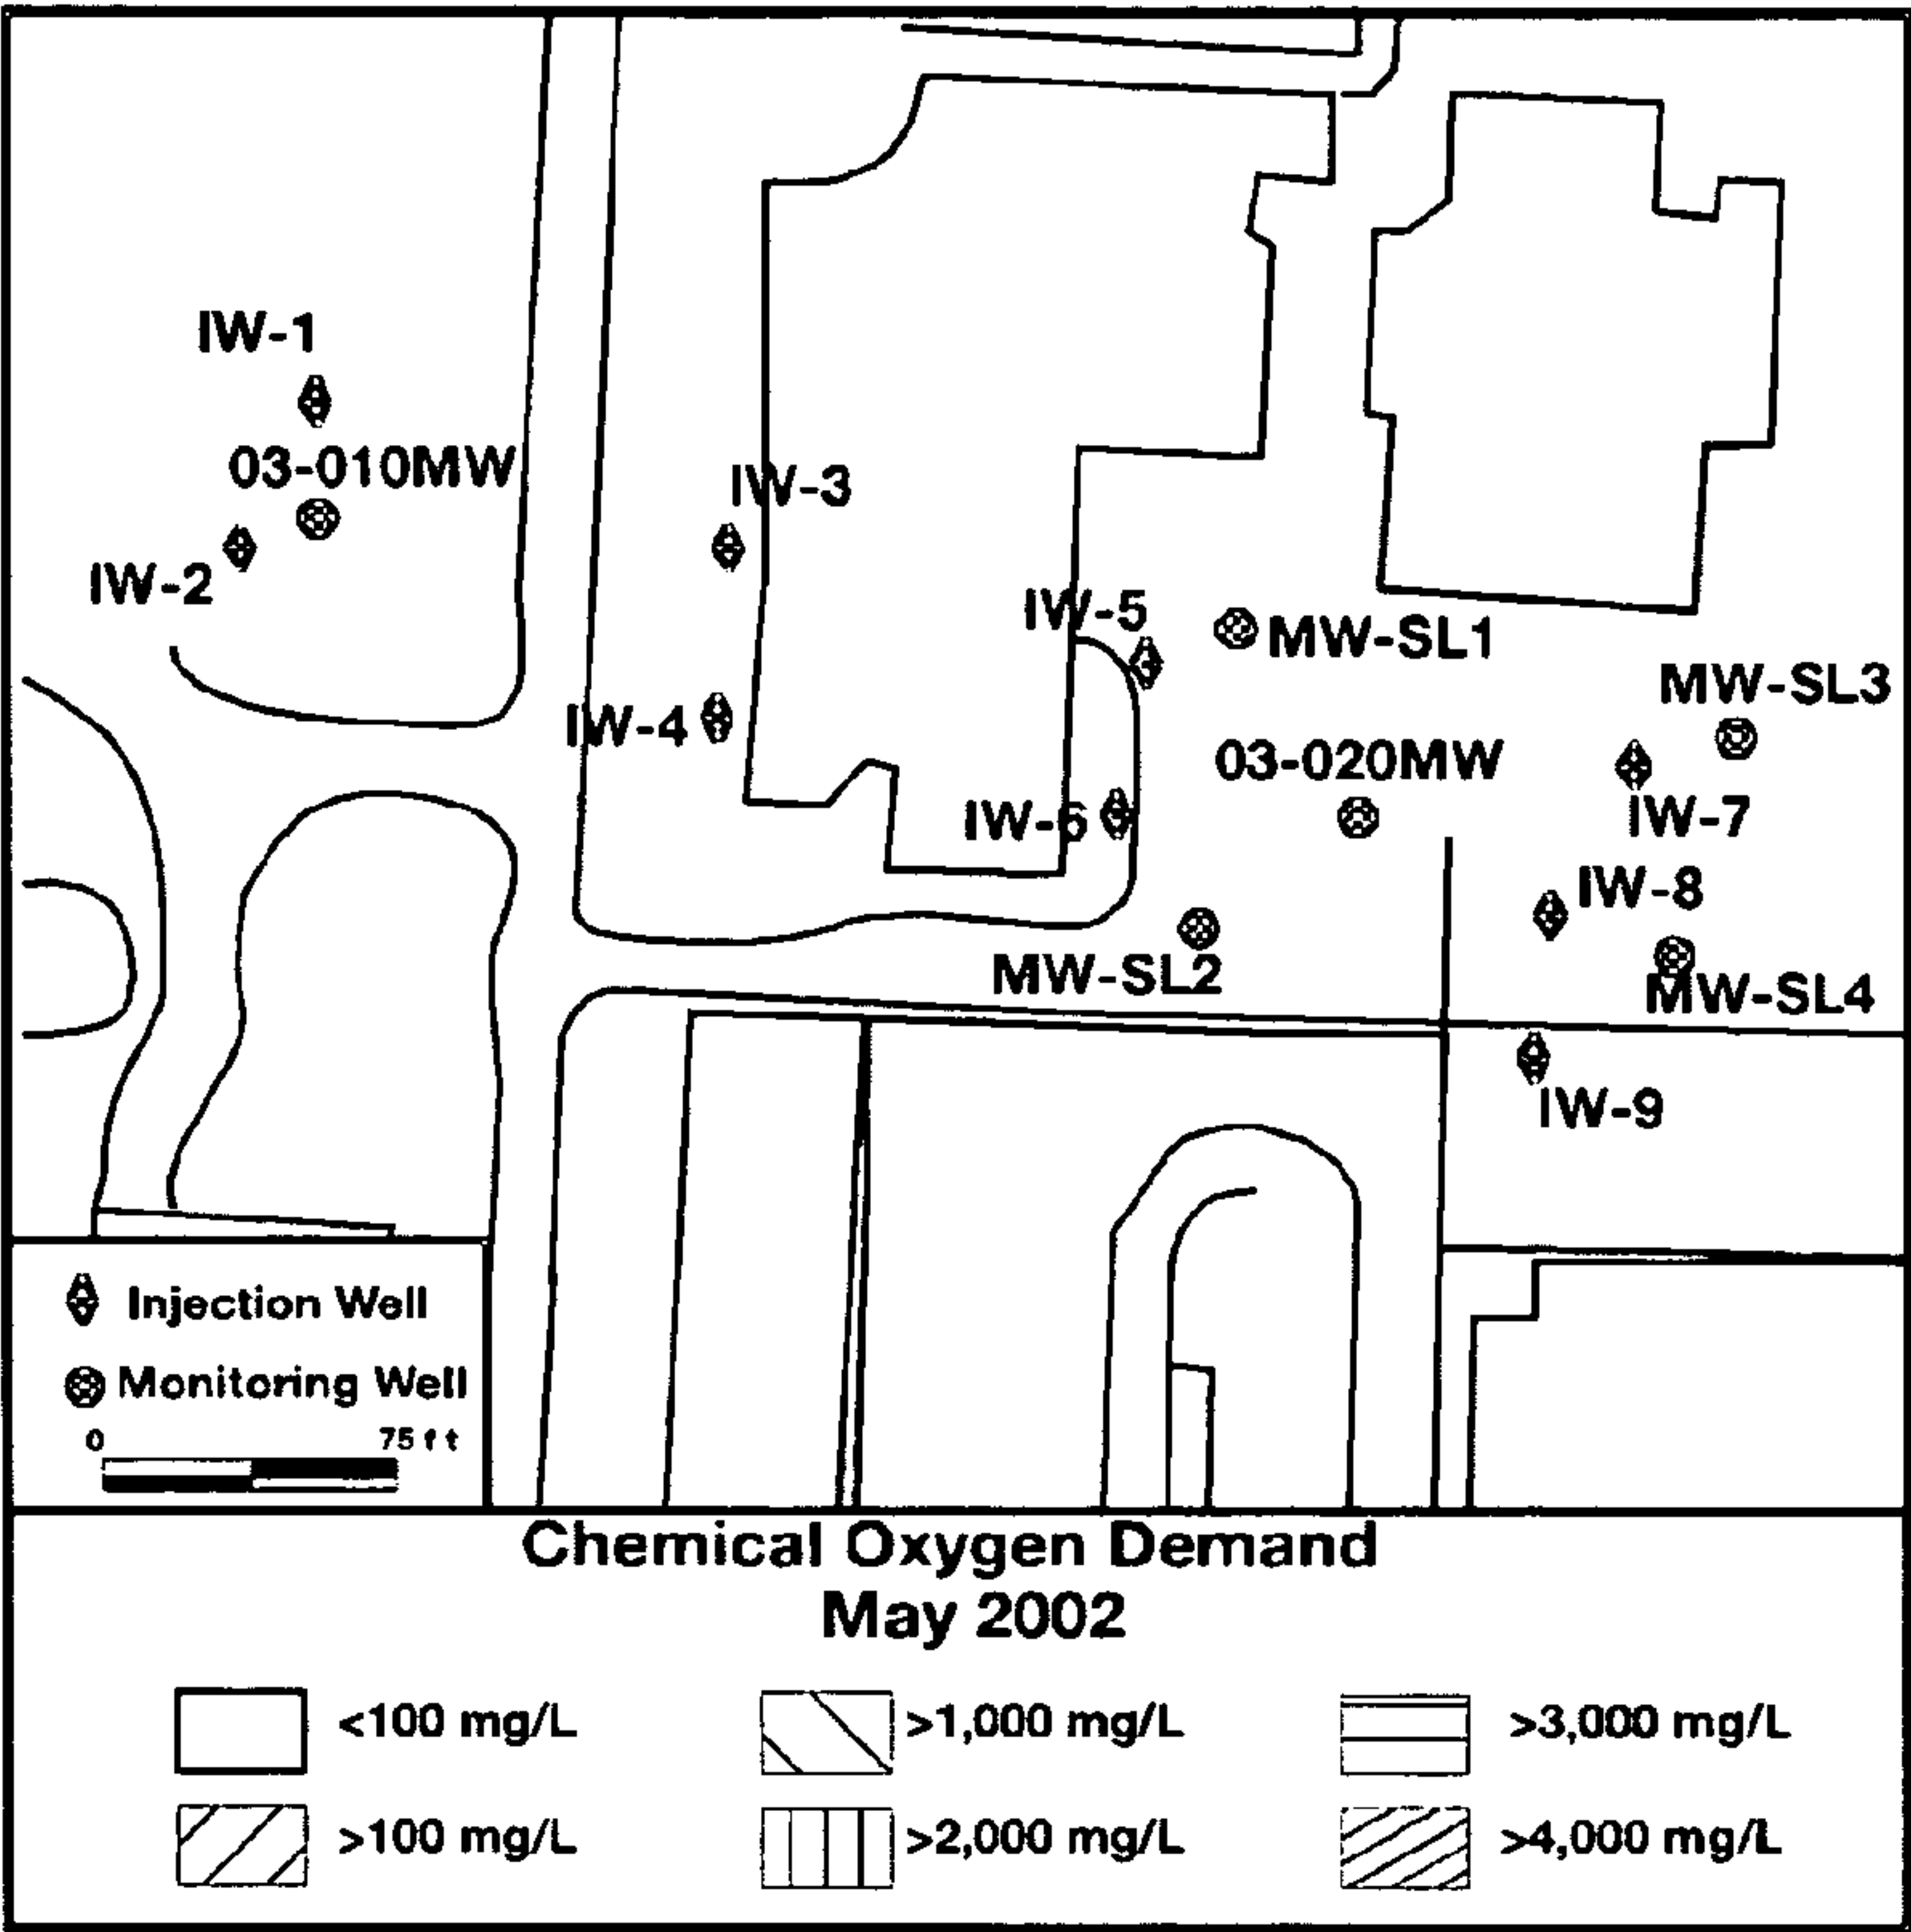 IW-1
03-010MW
IW-3
IW-2
IW-5
MW-SL1
MW-SL3
IW-4
03-020MW
IW-6
IW-7
IW-8
MW-SL2
MW-SL4
IW-9
Injection Well
Monitoring Well
0 75 ft
Chemical Oxygen Demand
May 2002
<100 mg/L >1,000 mg/L >3,000 mg/L
>100 mg/L >2,000 mg/L >4,000 mg/L